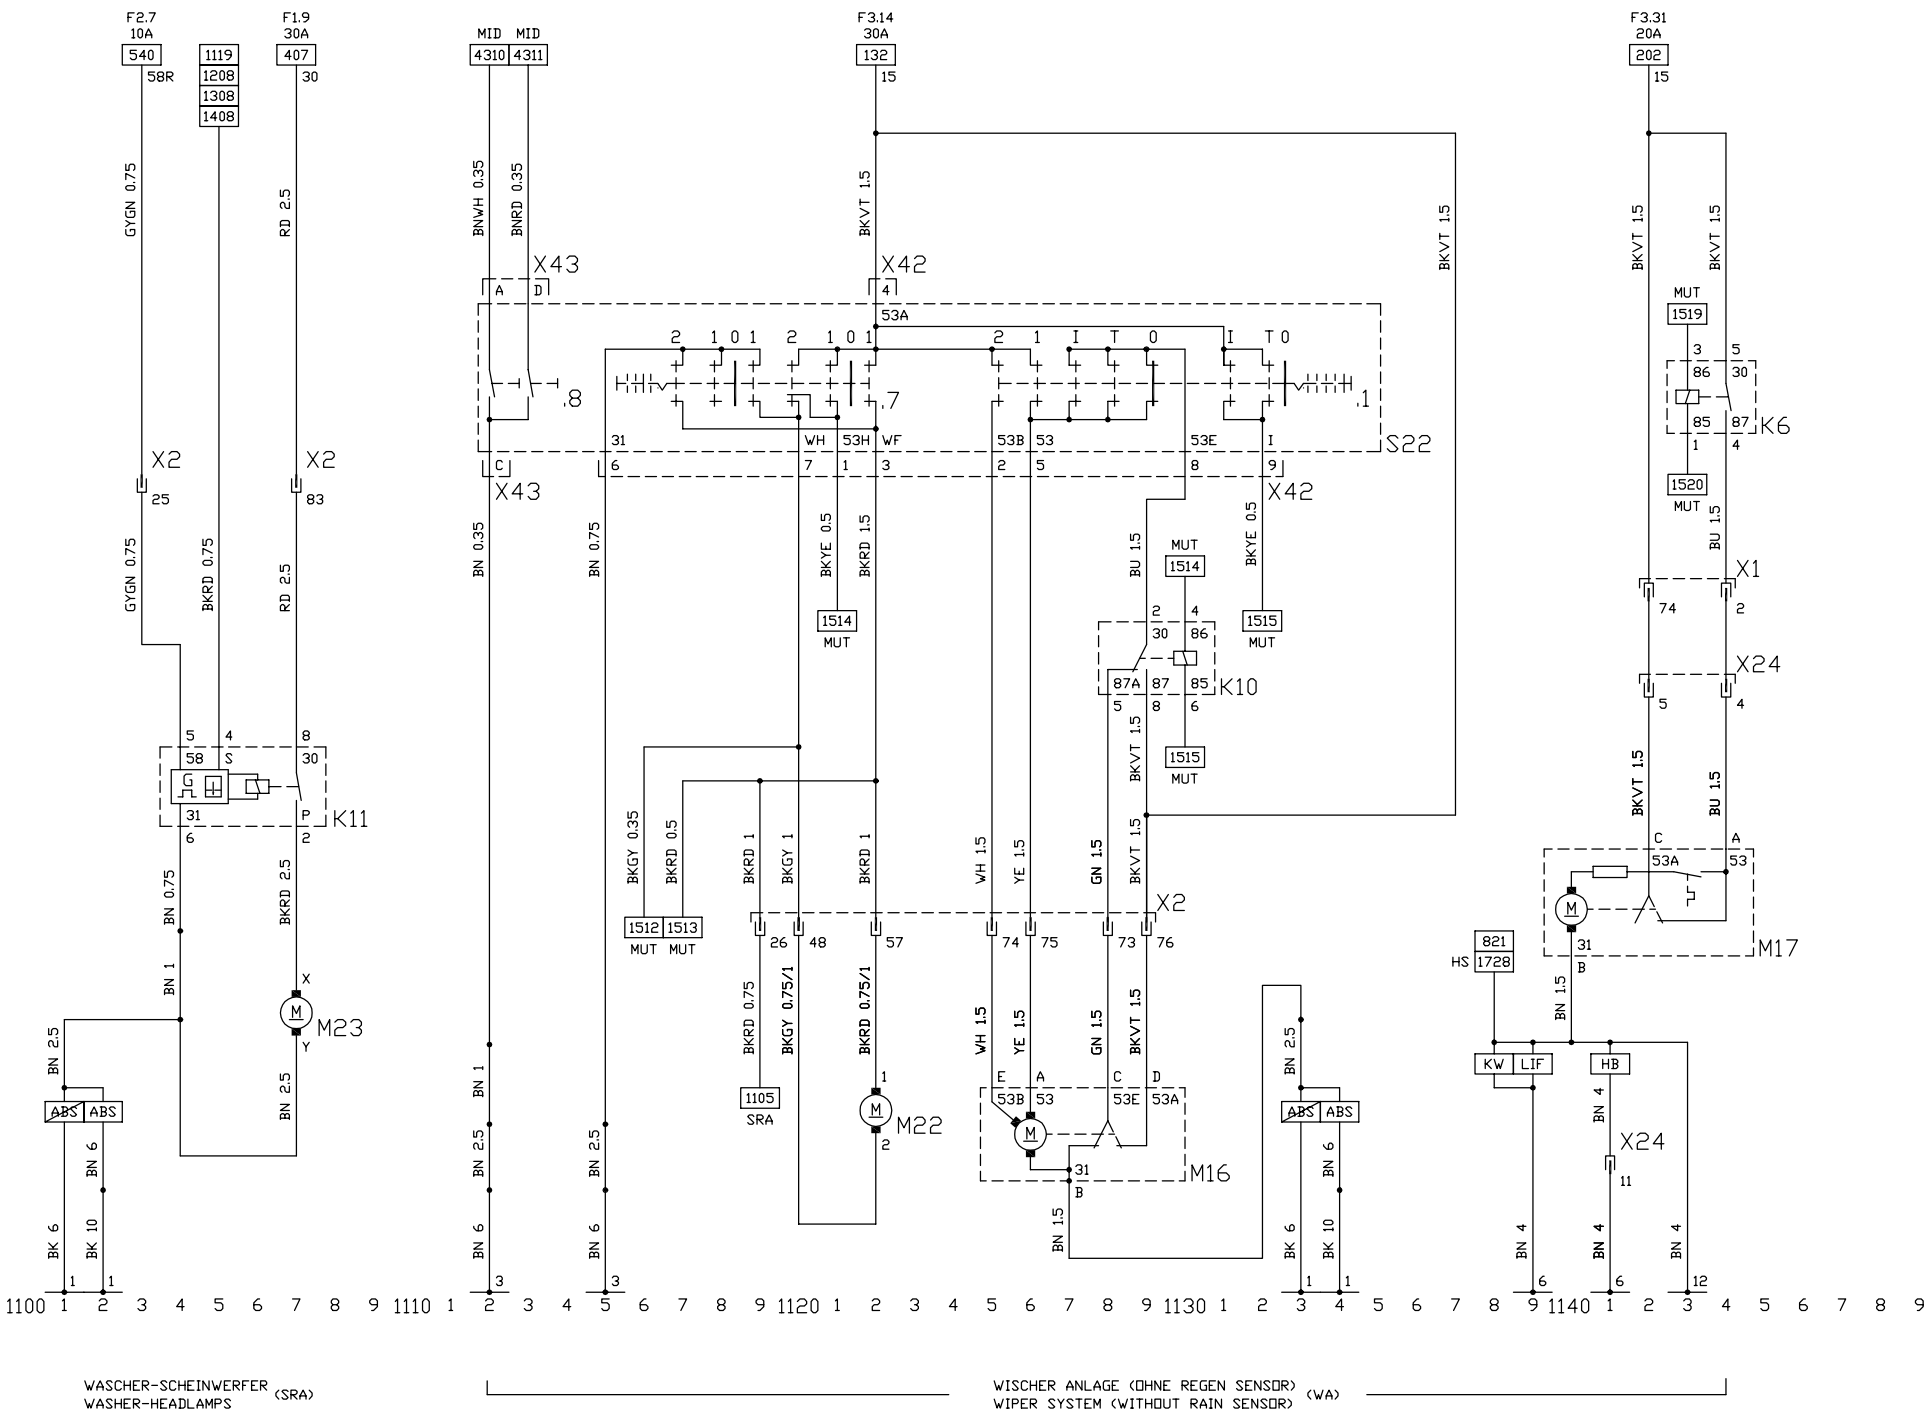 F2.7 F1.9 F3.14 F3.31
10A 30A MID MID 30A 20A
540 1119 407 4310 4311 132 202
58R 1208 30 15 15
1308
1408
GYGN 0.75 RD 2.5 BNWH 0.35 BNRD 0.35 BKVT 1.5 BKVT 1.5 BKVT 1.5 BKVT 1.5
X43 X42
A D 4
MUT
1519
53A
2 1 0 1 2 1 0 1 2 1 I T 0 I T 0
3 5
86 30
.8 .7 .1
85 87 K6
31 WH 53H WF 53B 53 53E I S22
1 4
X2 X2
C 6 7 1 3 2 5 8 9
25 83 X43 X42
1520
MUT
GYGN 0.75 BKRD 0.75 RD 2.5 BN 0.35 BN 0.75 BKYE 0.5 BKRD 1.5 BU 1.5 BKYE 0.5 BU 1.5
MUT
1514
X1
74 2
2 4
1514 1515
MUT MUT
30 86
X24
87A 87 85 K10
5 8 6
5 4
BKVT 1.5
5 4 8
58 S 30
1515
MUT
G
31 P K11
6 2
BKVT 1.5 BU 1.5
BN 0.75 BKRD 2.5 BKGY 0.35 BKRD 0.5 BKRD 1 BKGY 1 BKRD 1 WH 1.5 YE 1.5 GN 1.5 BKVT 1.5
C A
53A 53
M
31 M17
B
X2
1512 1513 26 48 57 74 75 73 76
MUT MUT
821
HS 1728
BN 1
X
M M23
Y
BN 2.5 BN 2.5
BKRD 0.75 BKGY 0.75/1 BKRD 0.75/1 WH 1.5 YE 1.5 GN 1.5 BKVT 1.5 BN 2.5 BN 1.5
KW LIF HB
BN 1
1 E A C D
1105 53B 53 53E 53A
SRA M M22
2
ABS ABS ABS ABS
M
31 M16
B
BN 4
X24
11
BN 6 BN 2.5 BN 2.5 BN 6
BK 6 BK 10 BN 6 BN 6 BN 1.5 BK 6 BK 10 BN 4 BN 4 BN 4
1 1 3 3 1 1 6 6 12
1100 1 2 3 4 5 6 7 8 9 1110 1 2 3 4 5 6 7 8 9 1120 1 2 3 4 5 6 7 8 9 1130 1 2 3 4 5 6 7 8 9 1140 1 2 3 4 5 6 7 8 9
WASCHER-SCHEINWERFER (SRA)
WASHER-HEADLAMPS
WISCHER ANLAGE (OHNE REGEN SENSOR) (WA)
WIPER SYSTEM (WITHOUT RAIN SENSOR)